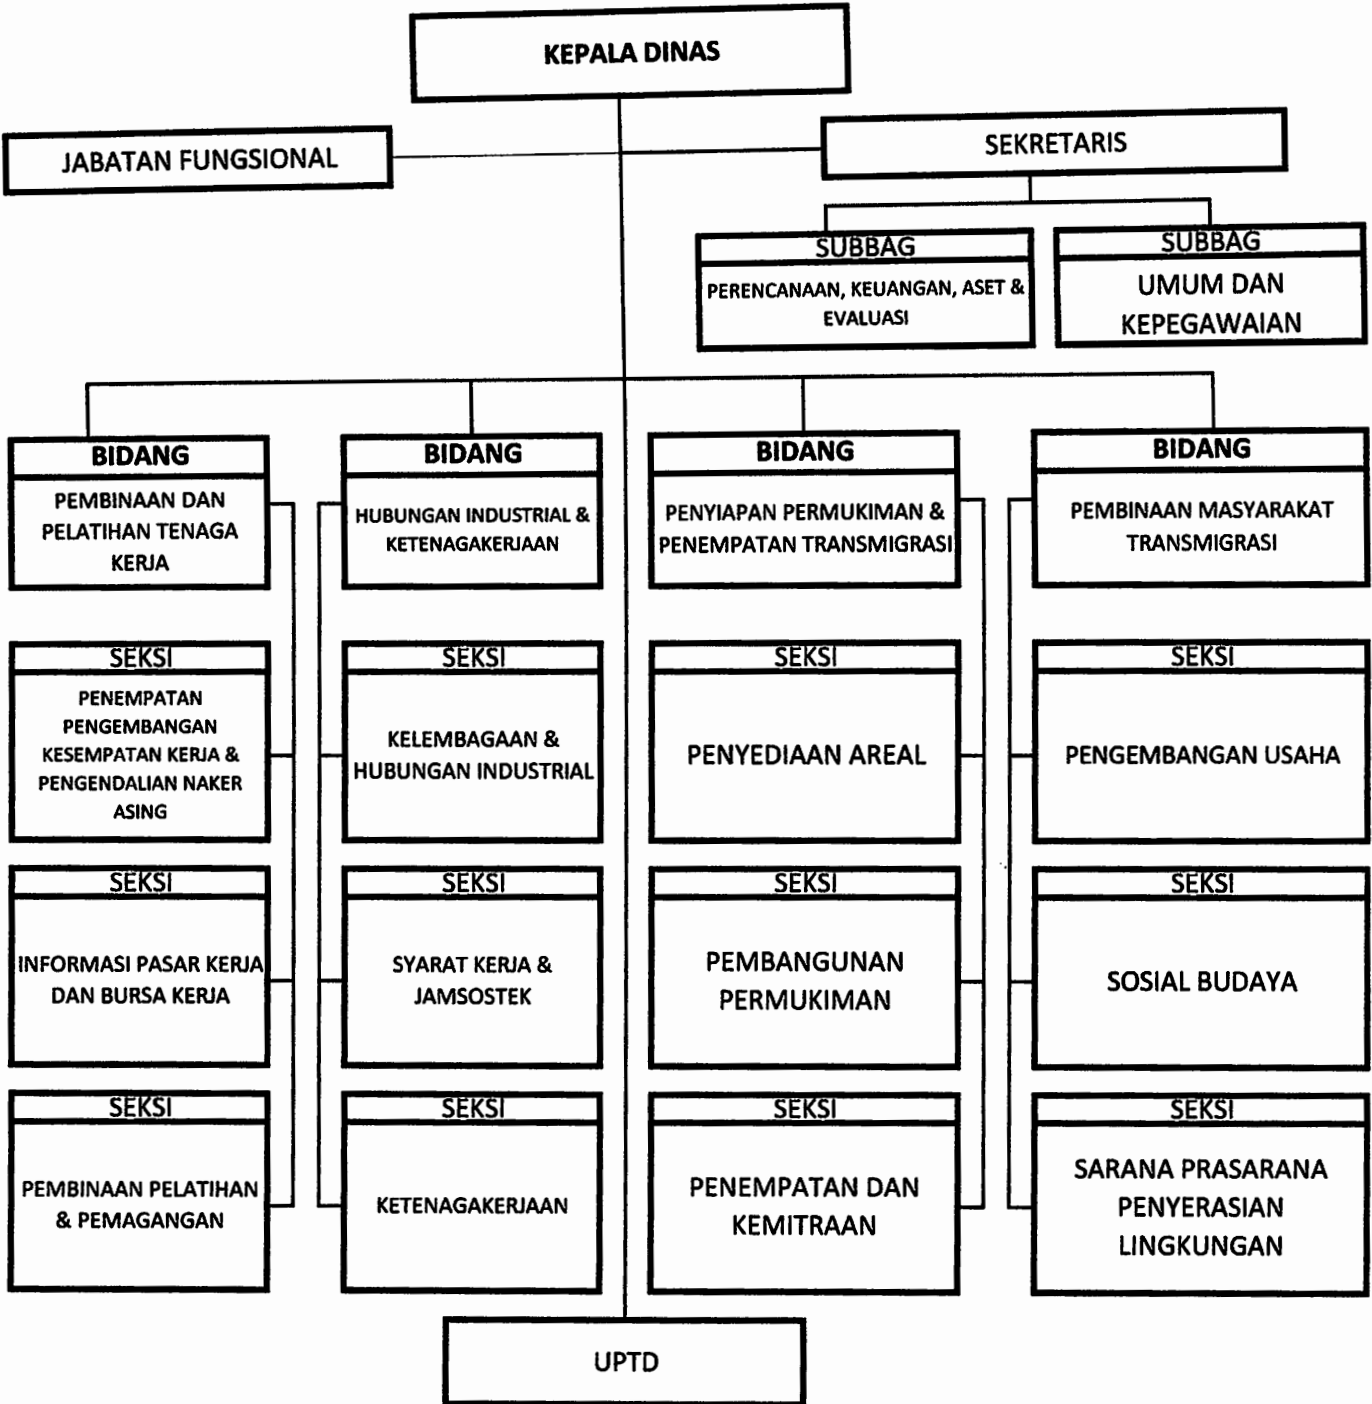 KEPALA DINAS
JABATAN FUNGSIONAL
SEKRETARIS
SUBBAG
PERENCANAAN, KEUANGAN, ASET &
EVALUASI
SUBBAG
UMUM DAN
KEPEGAWAIAN
BIDANG
PEMBINAAN DAN
PELATIHAN TENAGA
KERJA
BIDANG
HUBUNGAN INDUSTRIAL &
KETENAGAKERJAAN
BIDANG
PENYIAPAN PERMUKIMAN &
PENEMPATAN TRANSMIGRASI
BIDANG
PEMBINAAN MASYARAKAT
TRANSMIGRASI
SEKSI
PENEMPATAN
PENGEMBANGAN
KESEMPATAN KERJA &
PENGENDALIAN NAKER
ASING
SEKSI
KELEMBAGAAN &
HUBUNGAN INDUSTRIAL
SEKSI
PENYEDIAAN AREAL
SEKSI
PENGEMBANGAN USAHA
SEKSI
INFORMASI PASAR KERJA
DAN BURSA KERJA
SEKSI
SYARAT KERJA &
JAMSOSTEK
SEKSI
PEMBANGUNAN
PERMUKIMAN
SEKSI
SOSIAL BUDAYA
SEKSI
PEMBINAAN PELATIHAN
& PEMAGANGAN
SEKSI
KETENAGAKERJAAN
SEKSI
PENEMPATAN DAN
KEMITRAAN
SEKSI
SARANA PRASARANA
PENYERASIAN
LINGKUNGAN
UPTD